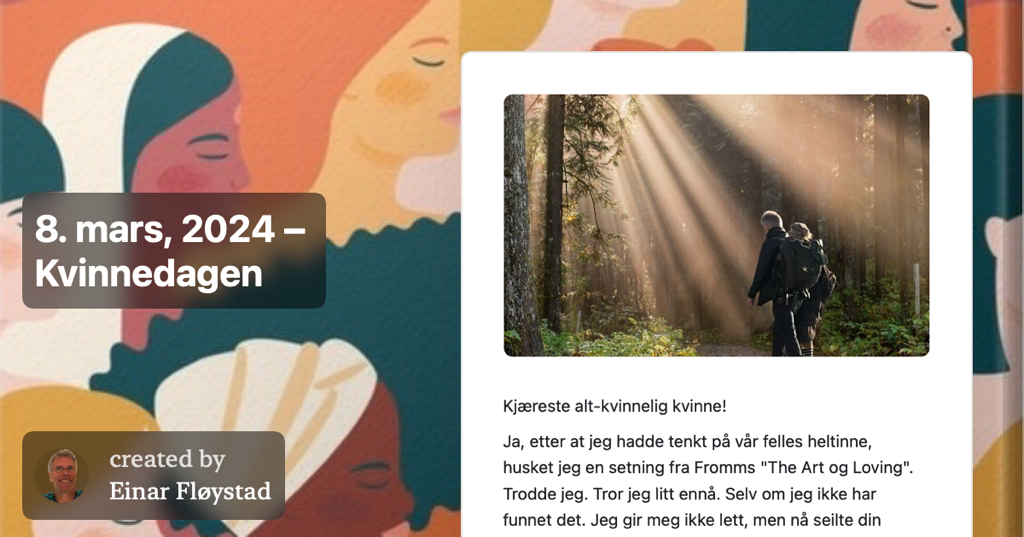 8. mars, 2024 –
Kvinnedagen
created by
Einar Fløystad
Kjæreste alt-kvinnelig kvinne!
Ja, etter at jeg hadde tenkt på vår felles heltinne,
husket jeg en setning fra Fromms "The Art og Loving".
Trodde jeg. Tror jeg litt ennå. Selv om jeg ikke har
funnet det. Jeg gir meg ikke lett, men nå seilte din